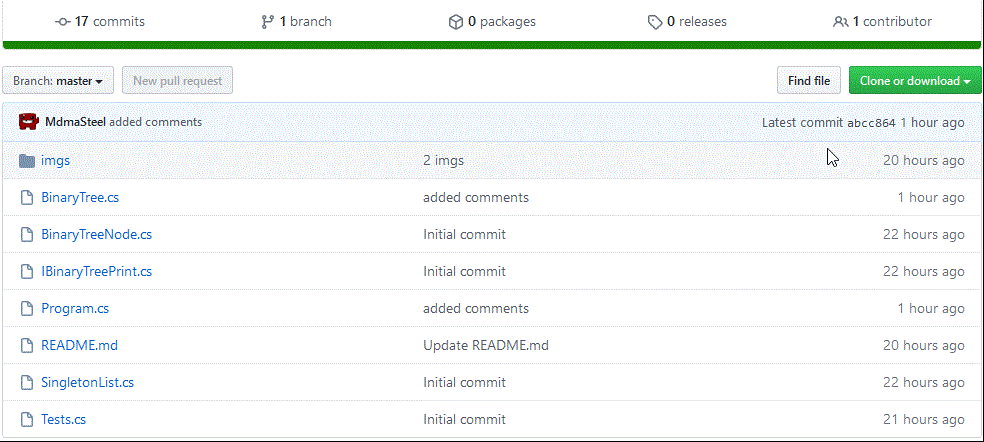 17 commits 1 branch 0 packages 0 releases 1 contributor
Branch: master New pull request Find file Clone or download
MdmaSteel added comments Latest commit abcc864 1 hour ago
imgs 2 imgs 20 hours ago
BinaryTree.cs added comments 1 hour ago
BinaryTreeNode.cs Initial commit 22 hours ago
IBinaryTreePrint.cs Initial commit 22 hours ago
Program.cs added comments 1 hour ago
README.md Update README.md 20 hours ago
SingletonList.cs Initial commit 22 hours ago
Tests.cs Initial commit 21 hours ago